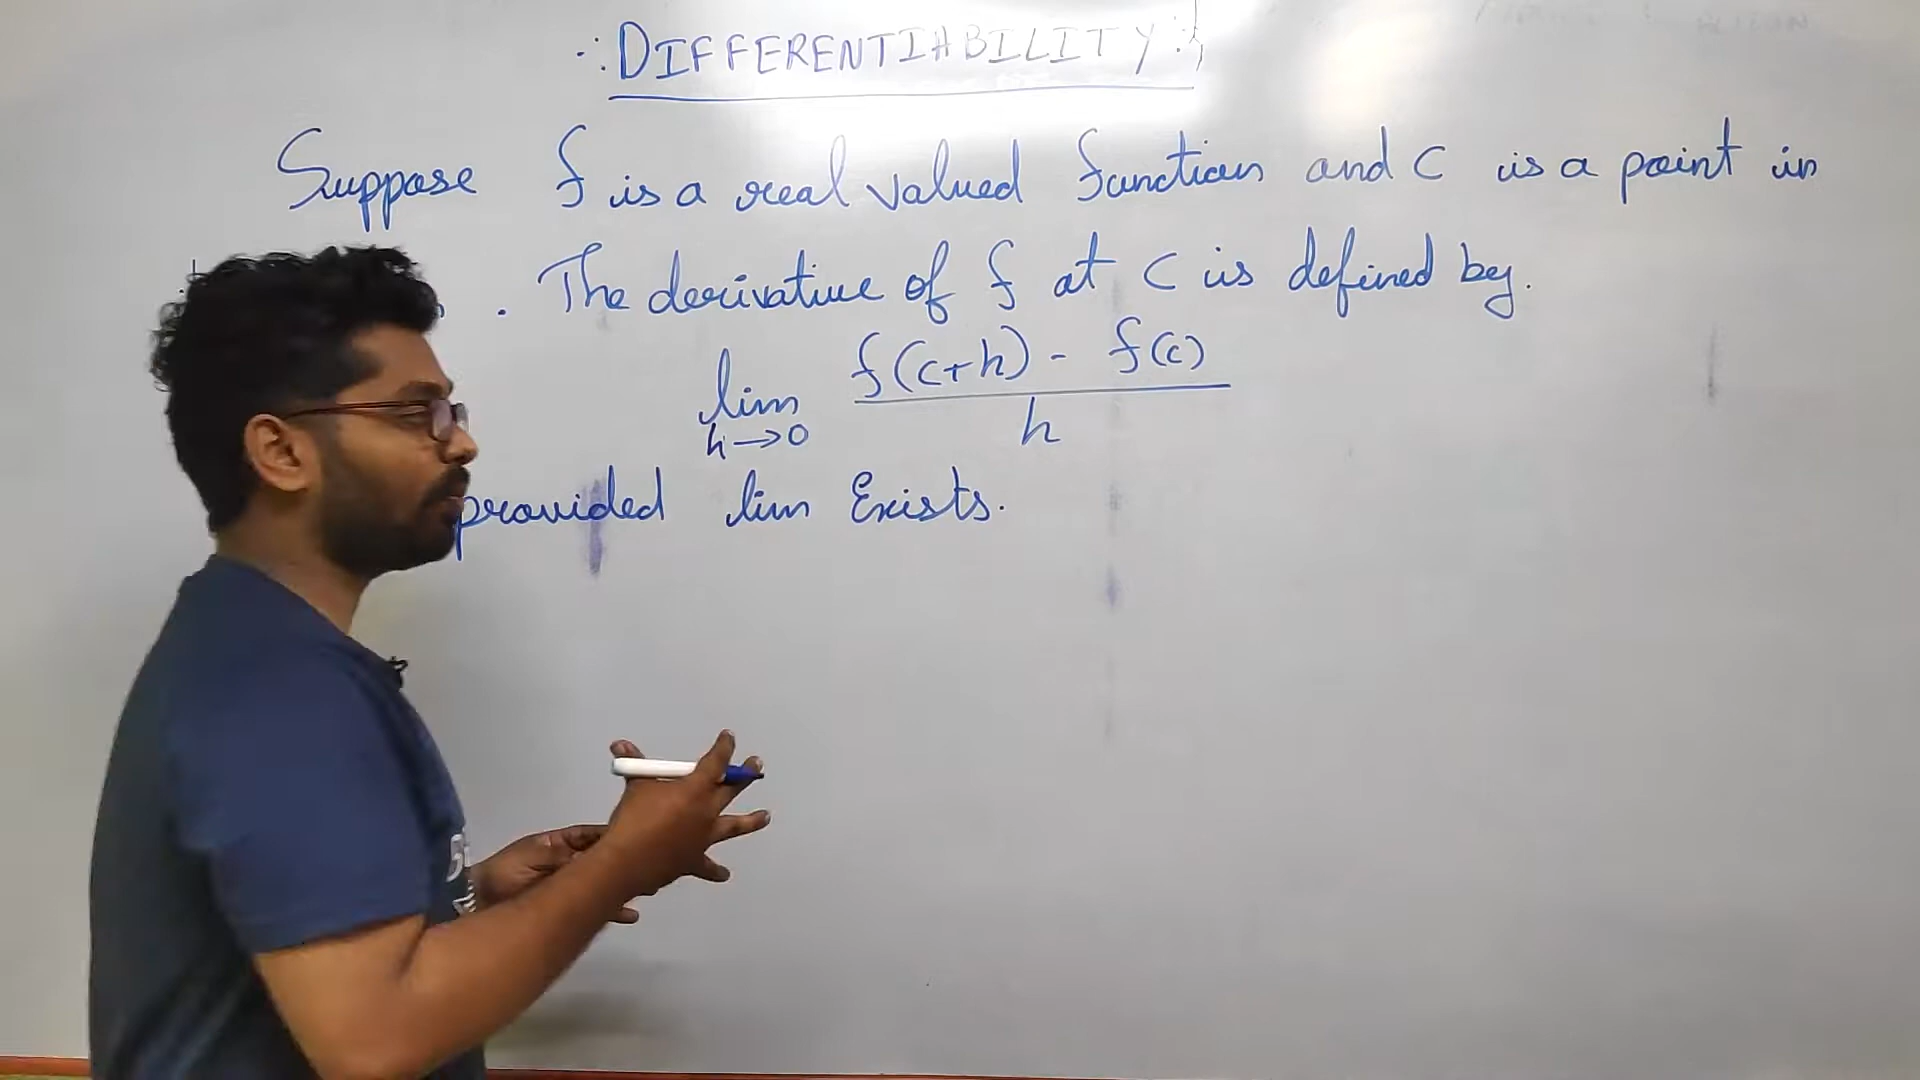 ∴ DIFFERENTIABILITY :
Suppose f is a real valued function and C is a point in
. The derivative of f at C is defined by.
lim h→0 f(c+h) - f(c) / h
provided lim Exists.